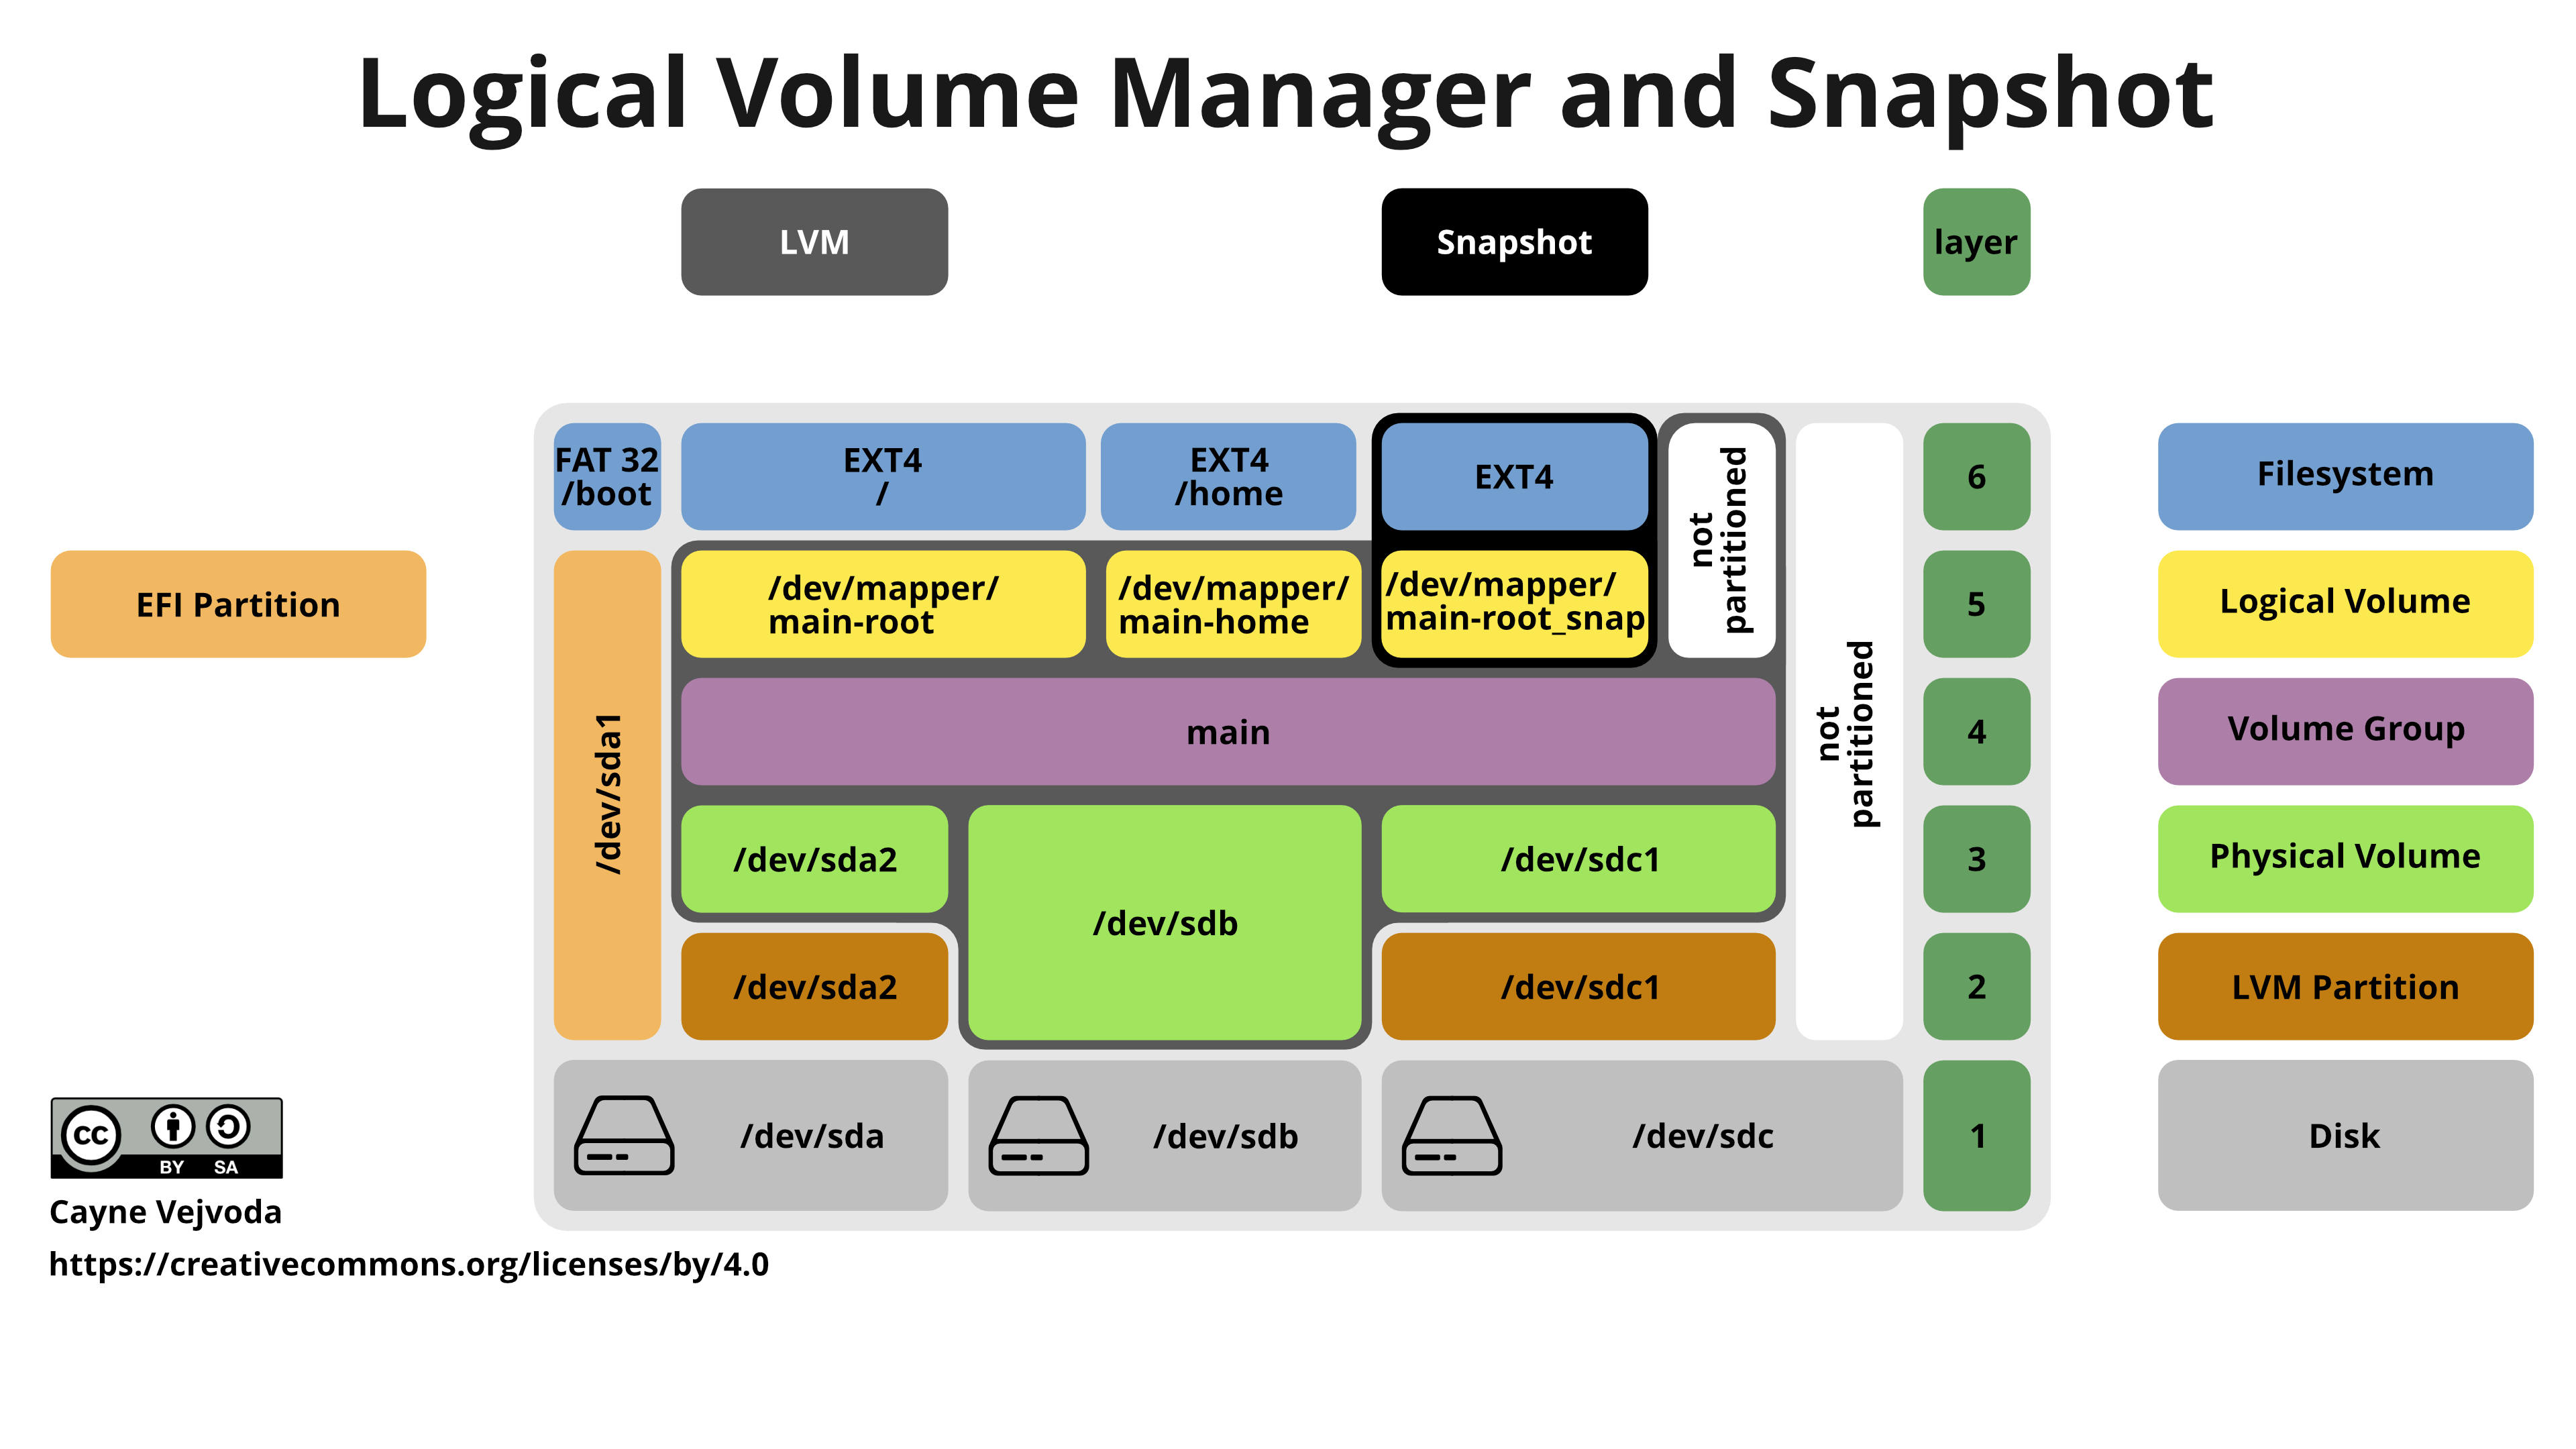 Logical Volume Manager and Snapshot
LVM
Snapshot
layer
FAT 32
/boot
EXT4
/
EXT4
/home
EXT4
not
partitioned
6
Filesystem
EFI Partition
/dev/sda1
/dev/mapper/
main-root
/dev/mapper/
main-home
/dev/mapper/
main-root_snap
not
partitioned
5
Logical Volume
main
4
Volume Group
/dev/sda2
/dev/sdb
/dev/sdc1
3
Physical Volume
/dev/sda2
/dev/sdc1
2
LVM Partition
/dev/sda
/dev/sdb
/dev/sdc
1
Disk
cc
BY SA
Cayne Vejvoda
https://creativecommons.org/licenses/by/4.0